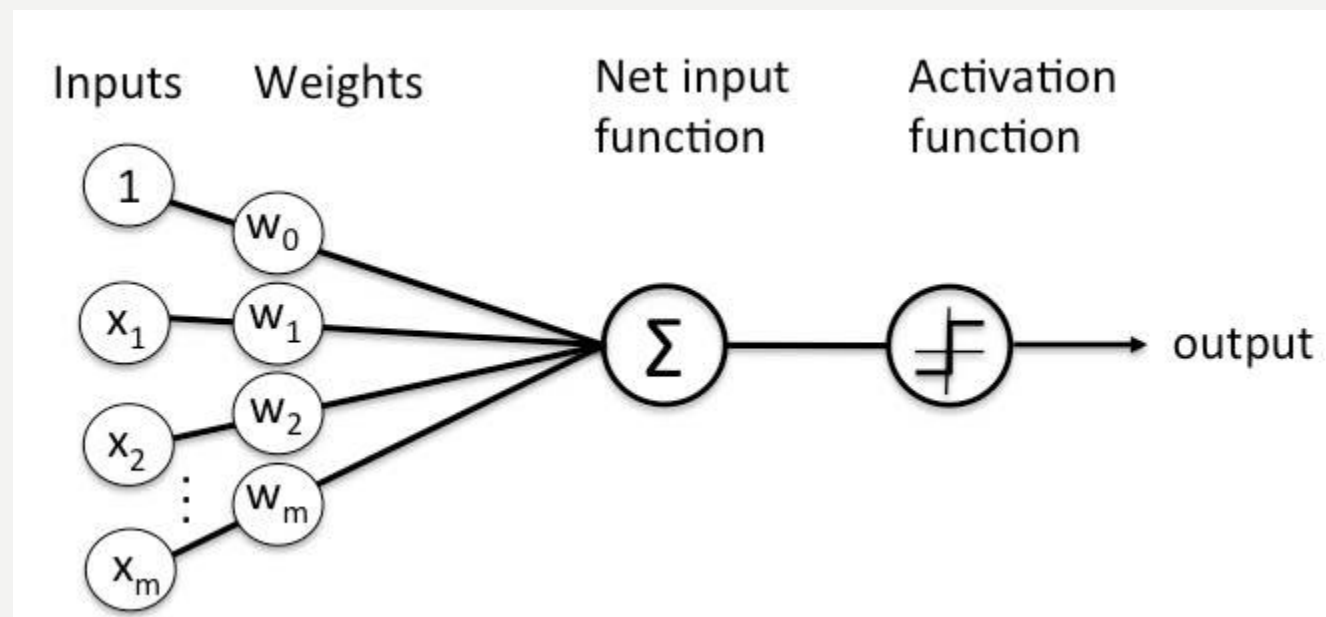 Inputs Weights Net input function Activation function
1
w₀
x₁ w₁
Σ
output
w₂
x₂
⋮
wₘ
xₘ